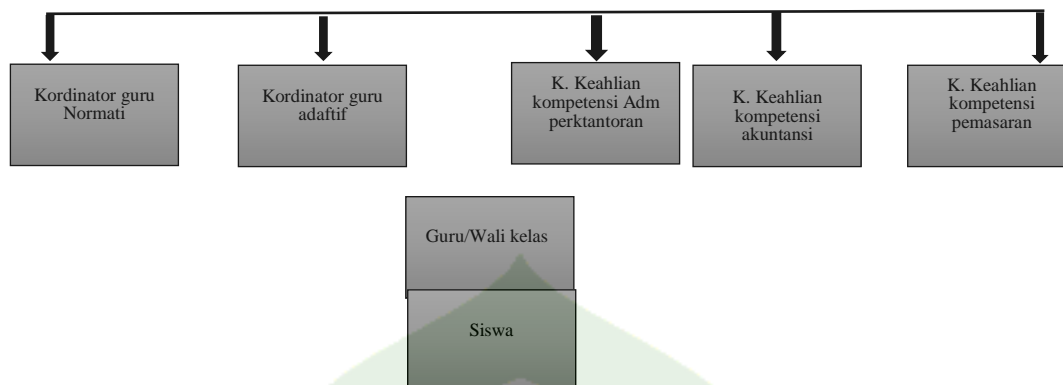 Kordinator guru
Normati
Kordinator guru
adaftif
K. Keahlian
kompetensi Adm
perktantoran
K. Keahlian
kompetensi
akuntansi
K. Keahlian
kompetensi
pemasaran
Guru/Wali kelas
Siswa